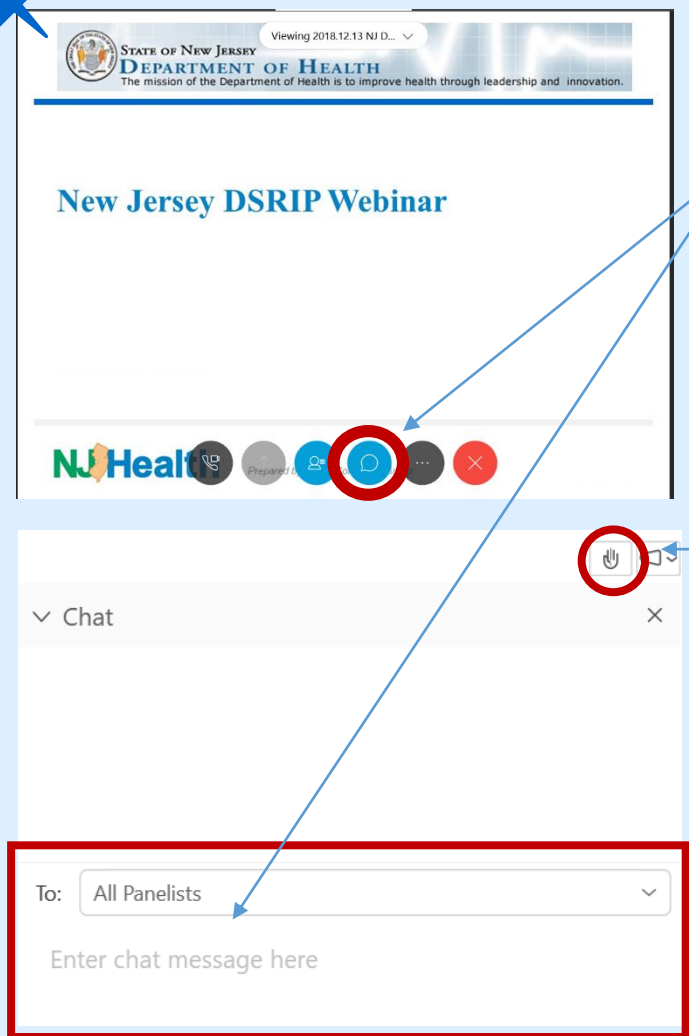 Viewing 2018.12.13 NJ D...
STATE OF NEW JERSEY
DEPARTMENT OF HEALTH
The mission of the Department of Health is to improve health through leadership and innovation.
New Jersey DSRIP Webinar
NJ Health
Prepared
Chat
To: All Panelists
Enter chat message here